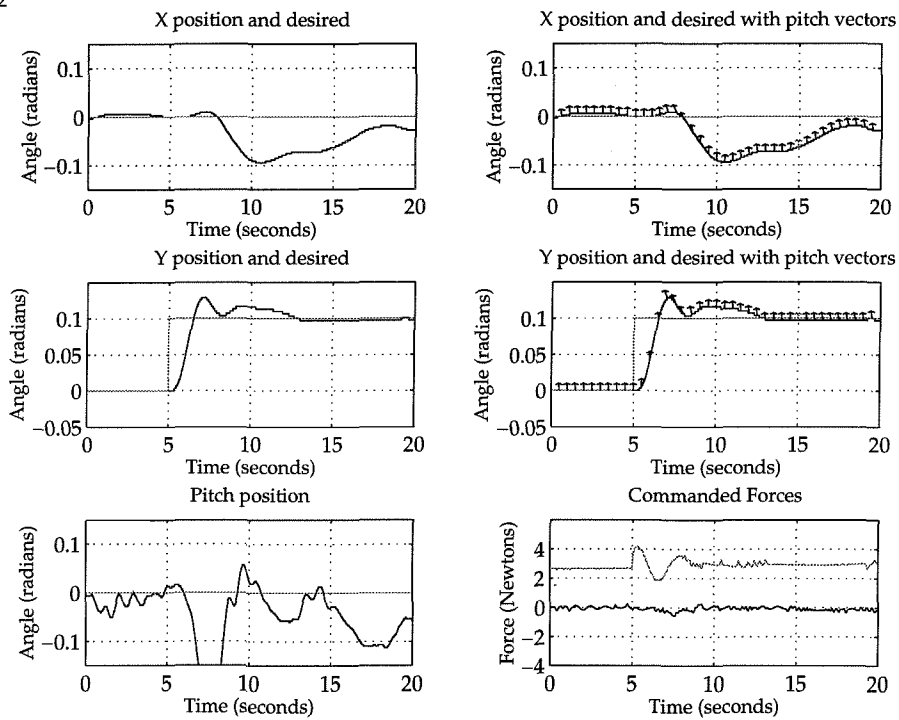 2
X position and desired
Angle (radians)
0.1
0
−0.1
0 5 10 15 20
Time (seconds)
X position and desired with pitch vectors
Angle (radians)
0.1
0
−0.1
0 5 10 15 20
Time (seconds)
Y position and desired
Angle (radians)
0.1
0.05
0
−0.05
0 5 10 15 20
Time (seconds)
Y position and desired with pitch vectors
Angle (radians)
0.1
0.05
0
−0.05
0 5 10 15 20
Time (seconds)
Pitch position
Angle (radians)
0.1
0
−0.1
0 5 10 15 20
Time (seconds)
Commanded Forces
Force (Newtons)
4
2
0
−2
−4
0 5 10 15 20
Time (seconds)